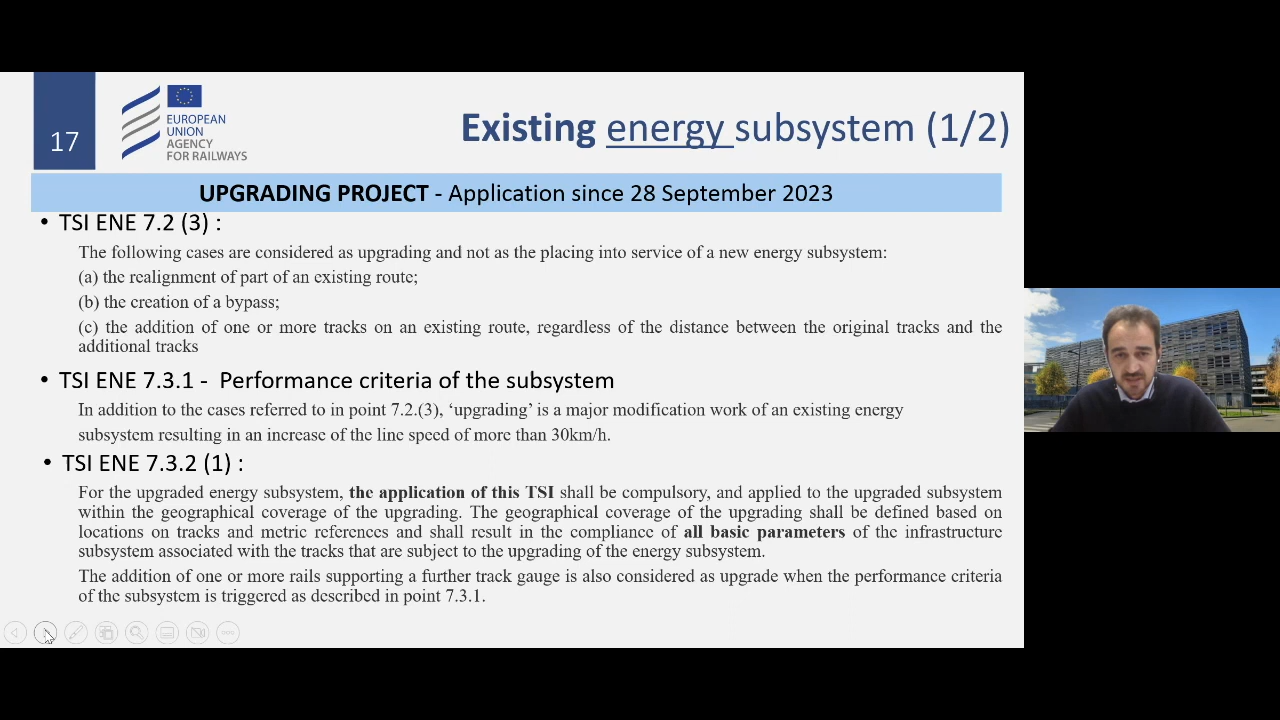 17
EUROPEAN
UNION
AGENCY
FOR RAILWAYS
Existing energy subsystem (1/2)
UPGRADING PROJECT - Application since 28 September 2023
• TSI ENE 7.2 (3) :
The following cases are considered as upgrading and not as the placing into service of a new energy subsystem:
(a) the realignment of part of an existing route;
(b) the creation of a bypass;
(c) the addition of one or more tracks on an existing route, regardless of the distance between the original tracks and the
additional tracks
• TSI ENE 7.3.1 - Performance criteria of the subsystem
In addition to the cases referred to in point 7.2.(3), ‘upgrading’ is a major modification work of an existing energy
subsystem resulting in an increase of the line speed of more than 30km/h.
• TSI ENE 7.3.2 (1) :
For the upgraded energy subsystem, the application of this TSI shall be compulsory, and applied to the upgraded subsystem
within the geographical coverage of the upgrading. The geographical coverage of the upgrading shall be defined based on
locations on tracks and metric references and shall result in the compliance of all basic parameters of the infrastructure
subsystem associated with the tracks that are subject to the upgrading of the energy subsystem.
The addition of one or more rails supporting a further track gauge is also considered as upgrade when the performance criteria
of the subsystem is triggered as described in point 7.3.1.